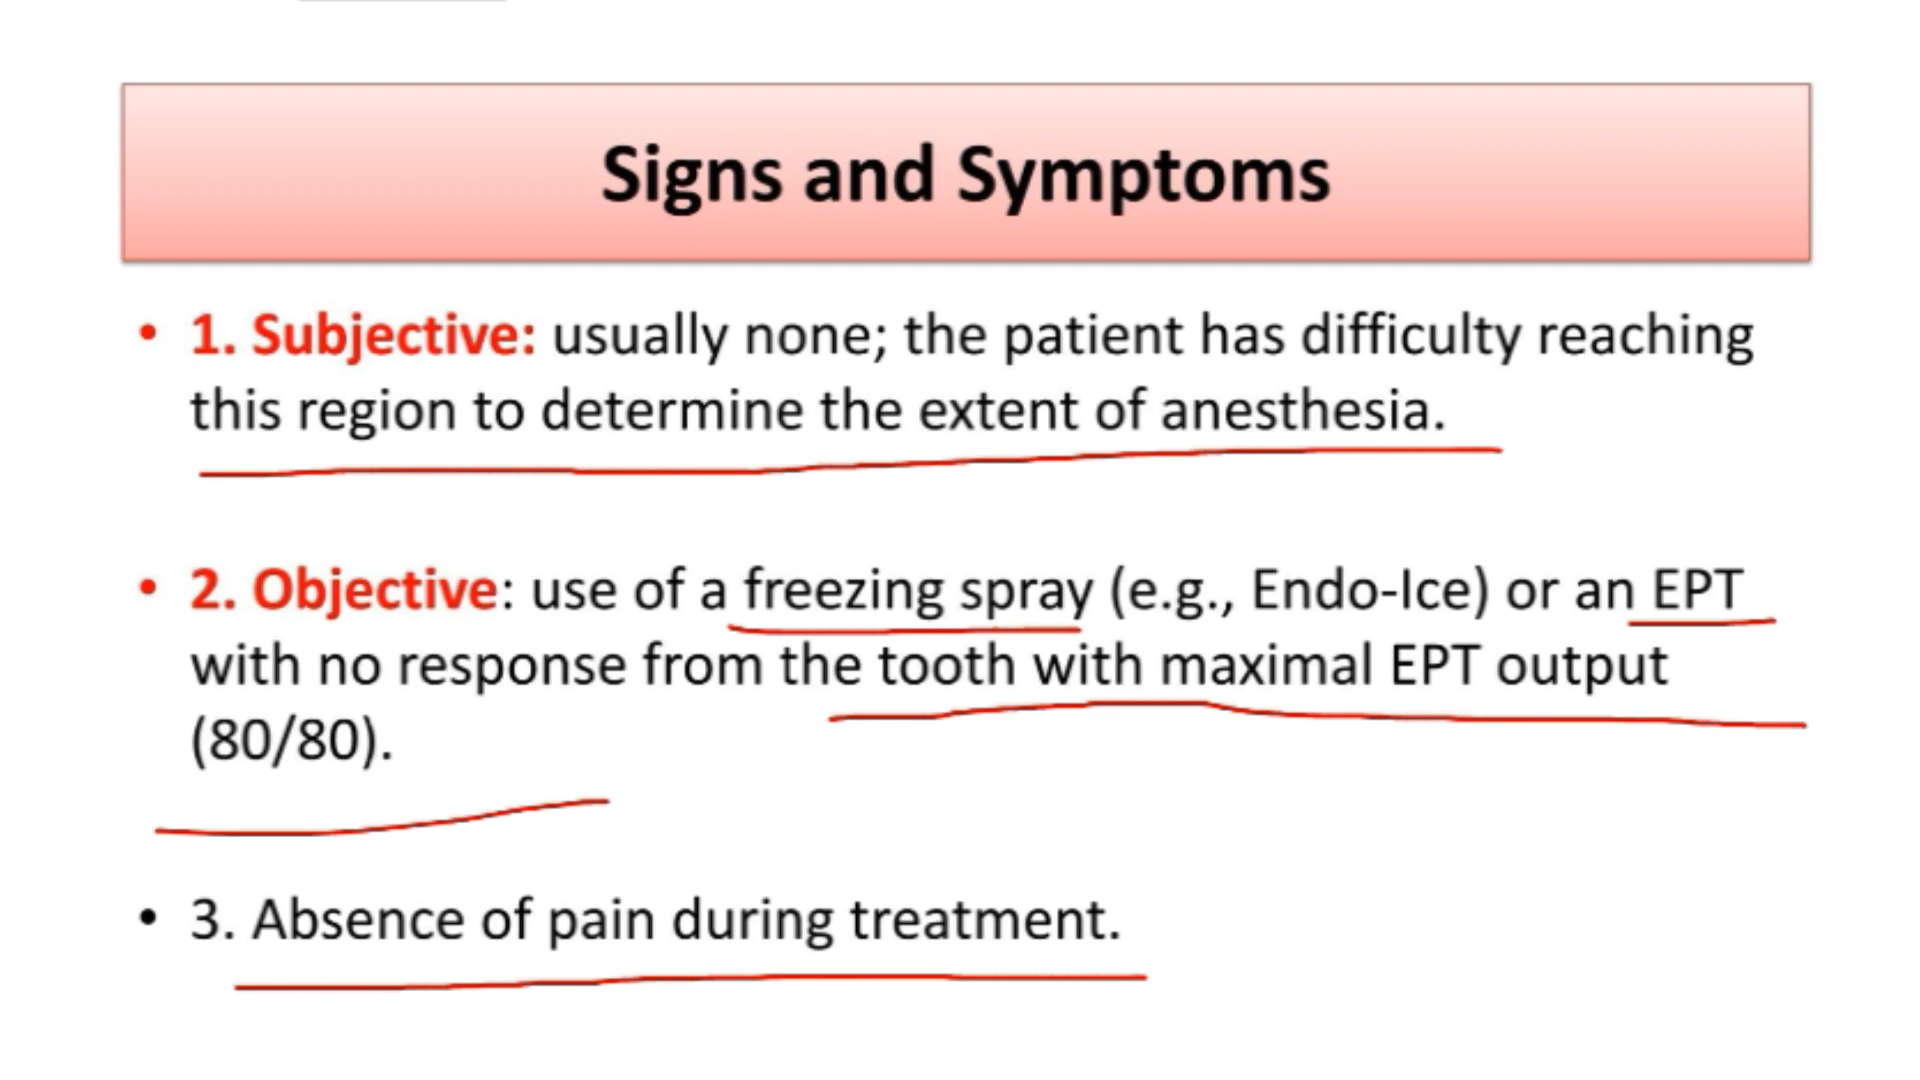 Signs and Symptoms
• 1. Subjective: usually none; the patient has difficulty reaching
this region to determine the extent of anesthesia.
• 2. Objective: use of a freezing spray (e.g., Endo-Ice) or an EPT
with no response from the tooth with maximal EPT output
(80/80).
• 3. Absence of pain during treatment.